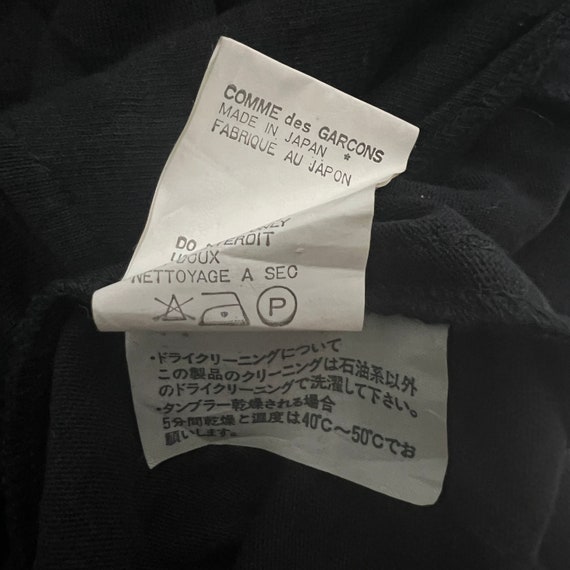 COMME des GARCONS
MADE IN JAPAN *
FABRIQUÉ AU JAPON
DOUX
NETTOYAGE A SEC
P
・ドライクリーニングについて
この製品のクリーニングは石油系以外
のドライクリーニングで洗濯して下さい。
・タンブラー乾燥される場合
5分間乾燥と温度は40℃〜50℃でお
願いします。